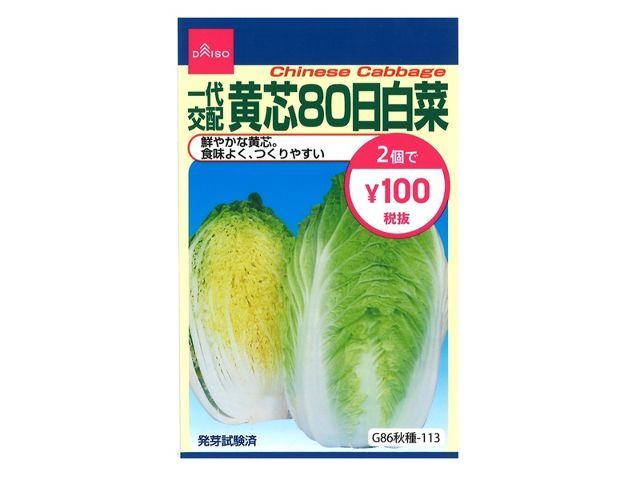 DAISO
Chinese Cabbage
一代
交配
黄芯80日白菜
鮮やかな黄芯。
食味よく、つくりやすい
2個で
¥100
税抜
発芽試験済
G86秋種-113